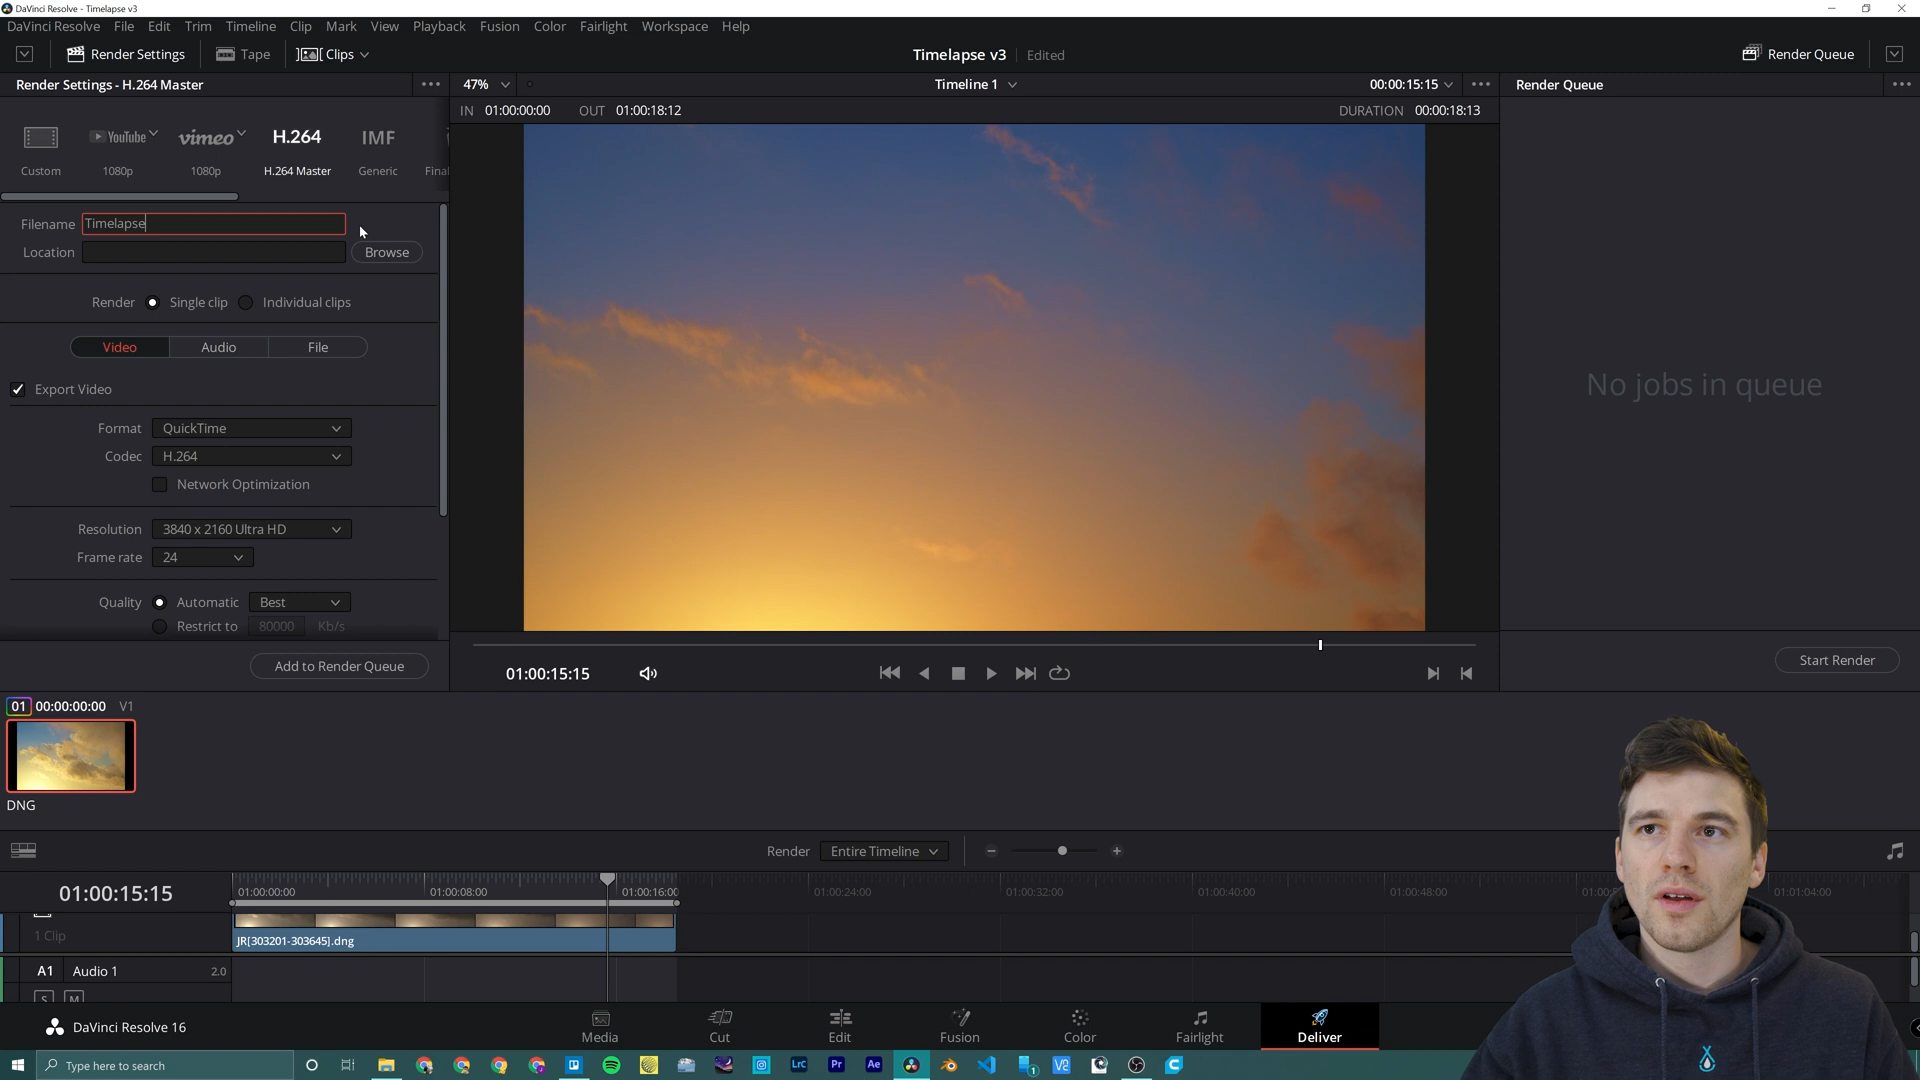 DaVinci Resolve - Timelapse v3
DaVinci Resolve File Edit Trim Timeline Clip Mark View Playback Fusion Color Fairlight Workspace Help
Render Settings Tape Clips Timelapse v3 Edited Render Queue
Render Settings - H.264 Master 47% Timeline 1 00:00:15:15 Render Queue
IN 01:00:00:00 OUT 01:00:18:12 DURATION 00:00:18:13
YouTube vimeo H.264 IMF
Custom 1080p 1080p H.264 Master Generic Final
Filename Timelapse
Location Browse
Render Single clip Individual clips
Video Audio File
Export Video
No jobs in queue
Format QuickTime
Codec H.264
Network Optimization
Resolution 3840 x 2160 Ultra HD
Frame rate 24
Quality Automatic Best
Restrict to 80000 Kb/s
Add to Render Queue
01:00:15:15
Start Render
01 00:00:00:00 V1
DNG
Render Entire Timeline
01:00:15:15
01:00:00:00 01:00:08:00 01:00:16:00 01:00:24:00 01:00:32:00 01:00:40:00 01:00:48:00 01:01:04:00
1 Clip
JR[303201-303645].dng
A1 Audio 1 2.0
S M
DaVinci Resolve 16
Media Cut Edit Fusion Color Fairlight Deliver
Type here to search
Lrc Pr Ae